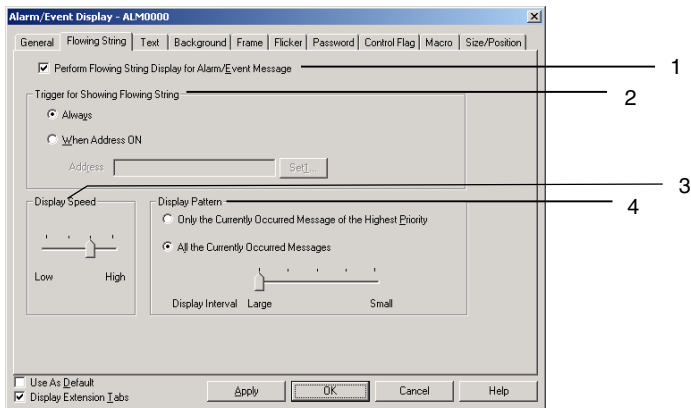 Alarm/Event Display - ALM0000
General Flowing String Text Background Frame Flicker Password Control Flag Macro Size/Position
Perform Flowing String Display for Alarm/Event Message
1
Trigger for Showing Flowing String
2
Always
When Address ON
Address
Set1...
3
Display Speed
Display Pattern
4
Only the Currently Occurred Message of the Highest Priority
All the Currently Occurred Messages
Low High
Display Interval Large Small
Use As Default
Display Extension Tabs
Apply OK Cancel Help